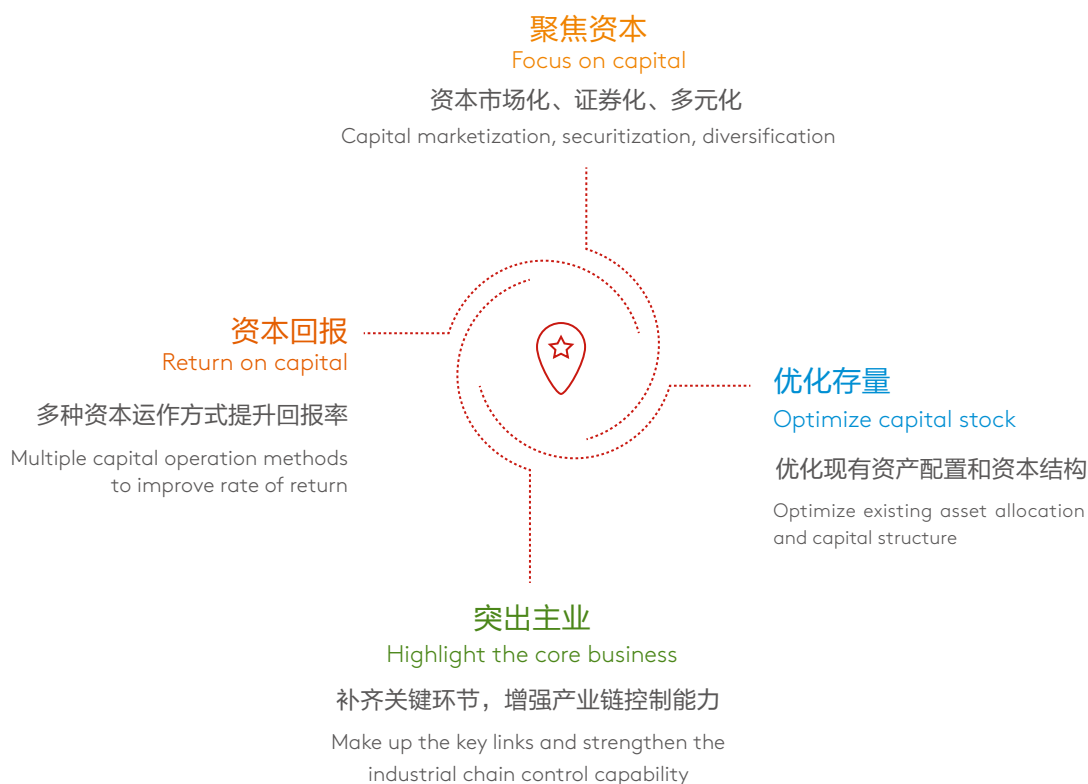 聚焦资本
Focus on capital
资本市场化、证券化、多元化
Capital marketization, securitization, diversification
资本回报
Return on capital
多种资本运作方式提升回报率
Multiple capital operation methods
to improve rate of return
优化存量
Optimize capital stock
优化现有资产配置和资本结构
Optimize existing asset allocation
and capital structure
突出主业
Highlight the core business
补齐关键环节，增强产业链控制能力
Make up the key links and strengthen the
industrial chain control capability